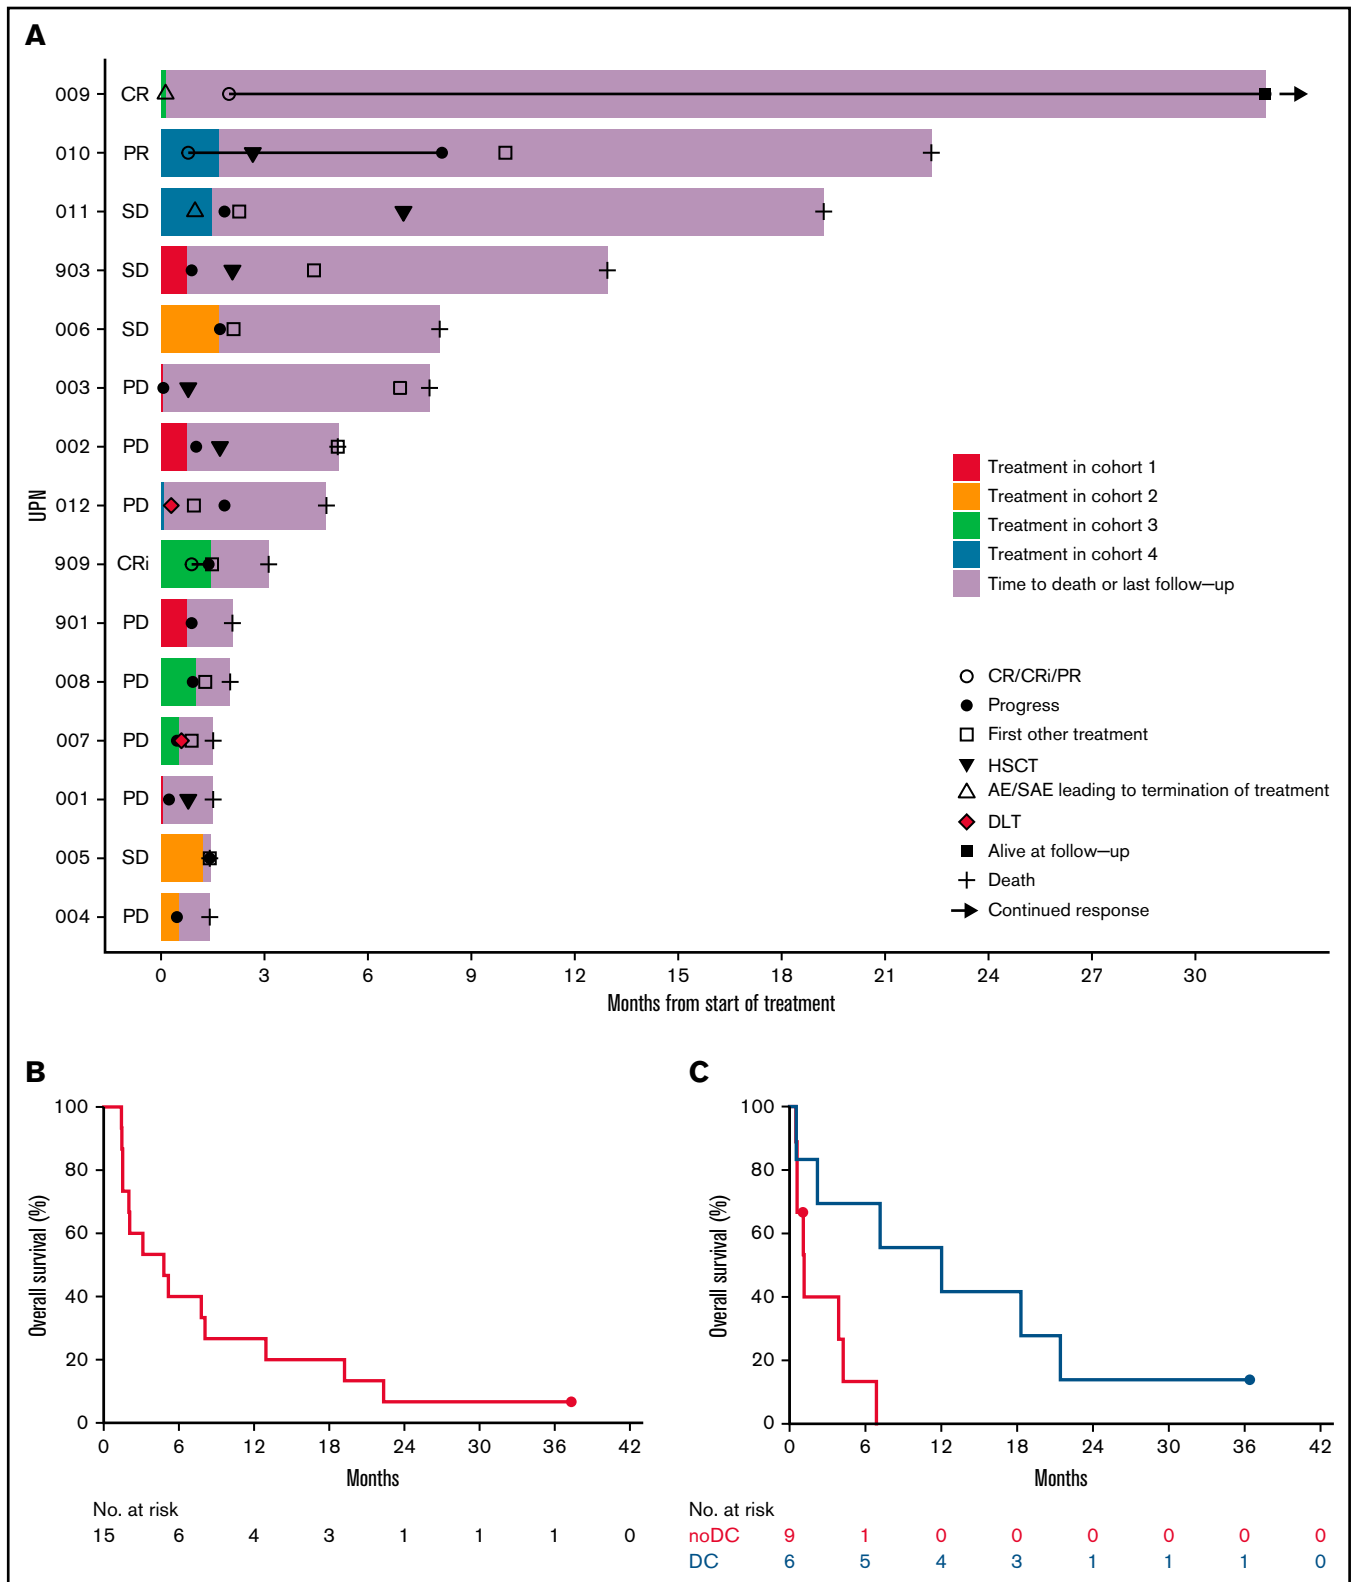 A
009 CR
010 PR
011 SD
903 SD
006 SD
003 PD
002 PD
012 PD
909 CRi
901 PD
008 PD
007 PD
001 PD
005 SD
004 PD
UPN
Treatment in cohort 1
Treatment in cohort 2
Treatment in cohort 3
Treatment in cohort 4
Time to death or last follow–up
CR/CRi/PR
Progress
First other treatment
HSCT
AE/SAE leading to termination of treatment
DLT
Alive at follow–up
Death
Continued response
0 3 6 9 12 15 18 21 24 27 30
Months from start of treatment
B
Overall survival (%)
100
80
60
40
20
0
0 6 12 18 24 30 36 42
Months
No. at risk
15 6 4 3 1 1 1 0
C
Overall survival (%)
100
80
60
40
20
0
0 6 12 18 24 30 36 42
Months
No. at risk
noDC 9 1 0 0 0 0 0 0
DC 6 5 4 3 1 1 1 0